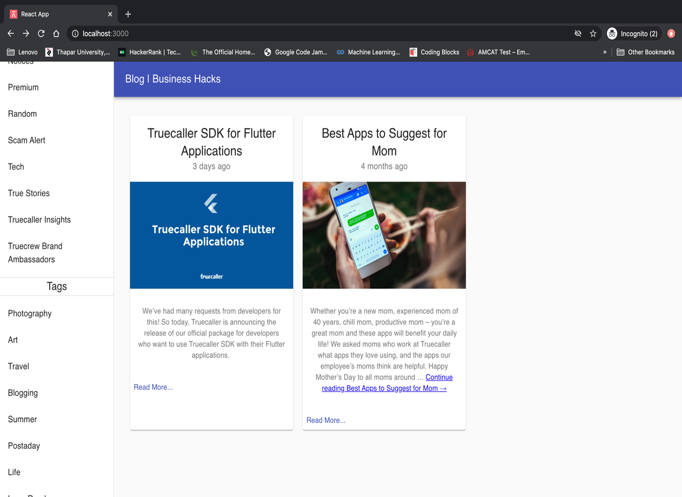 React App
localhost:3000
Incognito (2)
Lenovo
Thapar University,...
HackerRank | Tec...
The Official Home...
Google Code Jam...
Machine Learning...
Coding Blocks
AMCAT Test – Em...
»
Other Bookmarks
Notices
Premium
Random
Scam Alert
Tech
True Stories
Truecaller Insights
Truecrew Brand
Ambassadors
Tags
Photography
Art
Travel
Blogging
Summer
Postaday
Life
Blog | Business Hacks
Truecaller SDK for Flutter
Applications
3 days ago
Truecaller SDK for Flutter
Applications
truecaller
We've had many requests from developers for
this! So today, Truecaller is announcing the
release of our official package for developers
who want to use Truecaller SDK with their Flutter
applications.
Read More...
Best Apps to Suggest for
Mom
4 months ago
Whether you're a new mom, experienced mom of
40 years, chill mom, productive mom – you're a
great mom and these apps will benefit your daily
life! We asked moms who work at Truecaller
what apps they love using, and the apps our
employee's moms think are helpful. Happy
Mother's Day to all moms around … Continue
reading Best Apps to Suggest for Mom →
Read More...